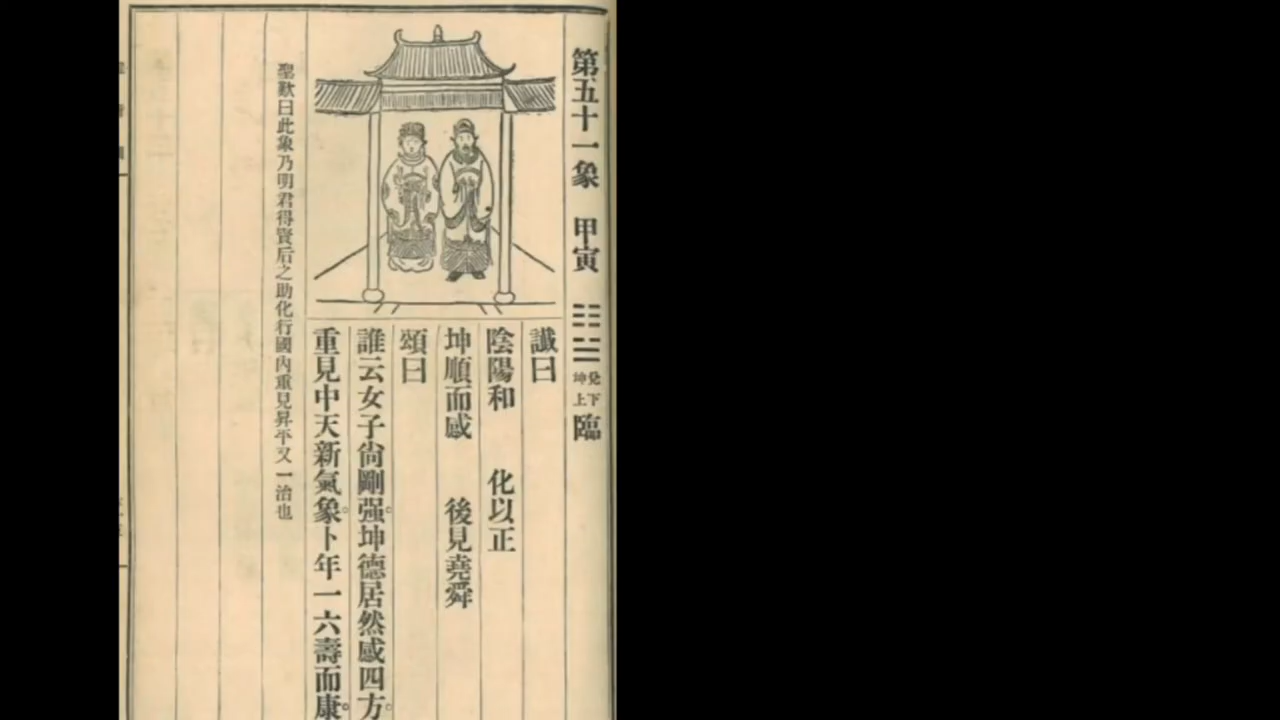 第五十一象 甲寅 兌下坤上 臨
讖曰
陰陽和 化以正
坤順而感 後見堯舜
頌曰
誰云女子尙剛强。坤德居然感四方。
重見中天新氣象。卜年一六壽而康。
聖歎曰此象乃明君得賢后之助化行國內重見昇平又一治也